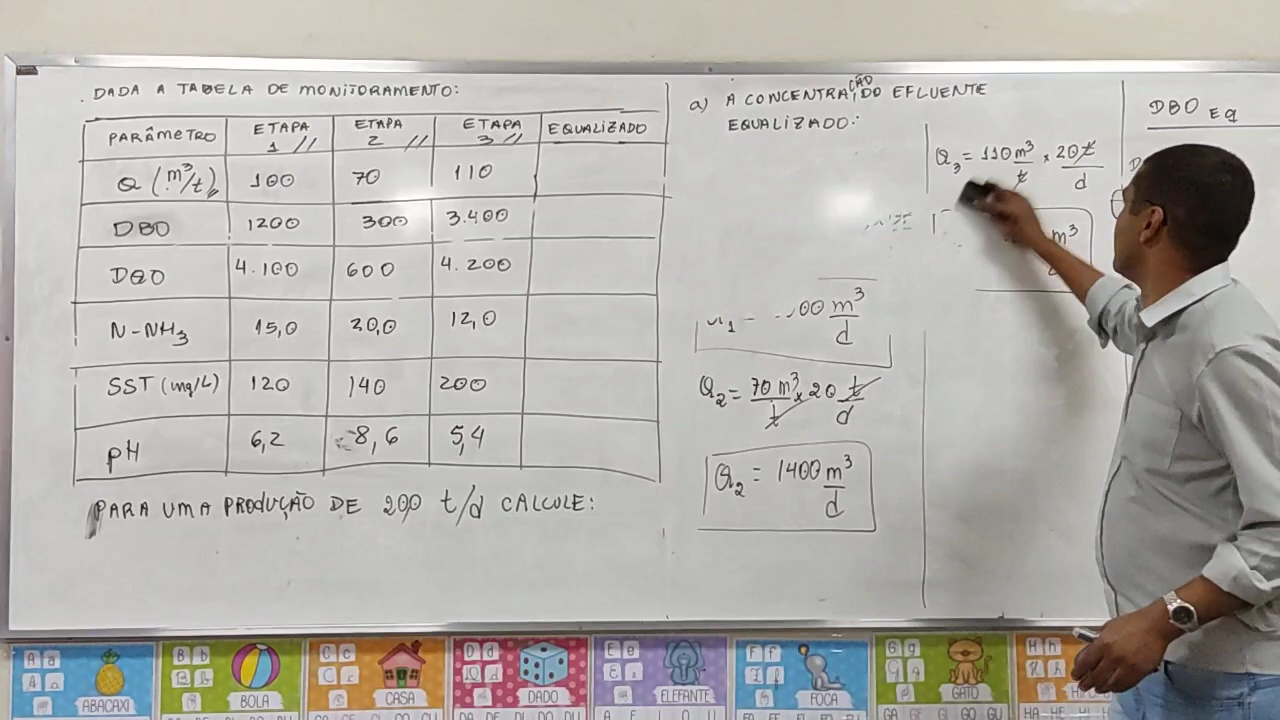 DADA A TABELA DE MONITORAMENTO:
PARÂMETRO ETAPA 1 // ETAPA 2 // ETAPA 3 // EQUALIZADO
Q (m³/t) 100 70 110
DBO 1200 300 3.400
DQO 4.100 600 4.200
N-NH3 15,0 20,0 12,0
SST (mg/L) 120 140 200
pH 6,2 8,6 5,4
PARA UMA PRODUÇÃO DE 20,0 t/d CALCULE:
a) A CONCENTRAÇÃO DO EFLUENTE
EQUALIZADO:
00 m³/d
Q2 = 70 m³/t × 20 t/d
Q2 = 1400 m³/d
Q3 = 110 m³/t × 20 t/d
m³
DBO Eq
A a
ABACAXI
B b
BOLA
C c
CASA
D d
DADO
E e
ELEFANTE
F f
FOCA
G g
GATO
H h